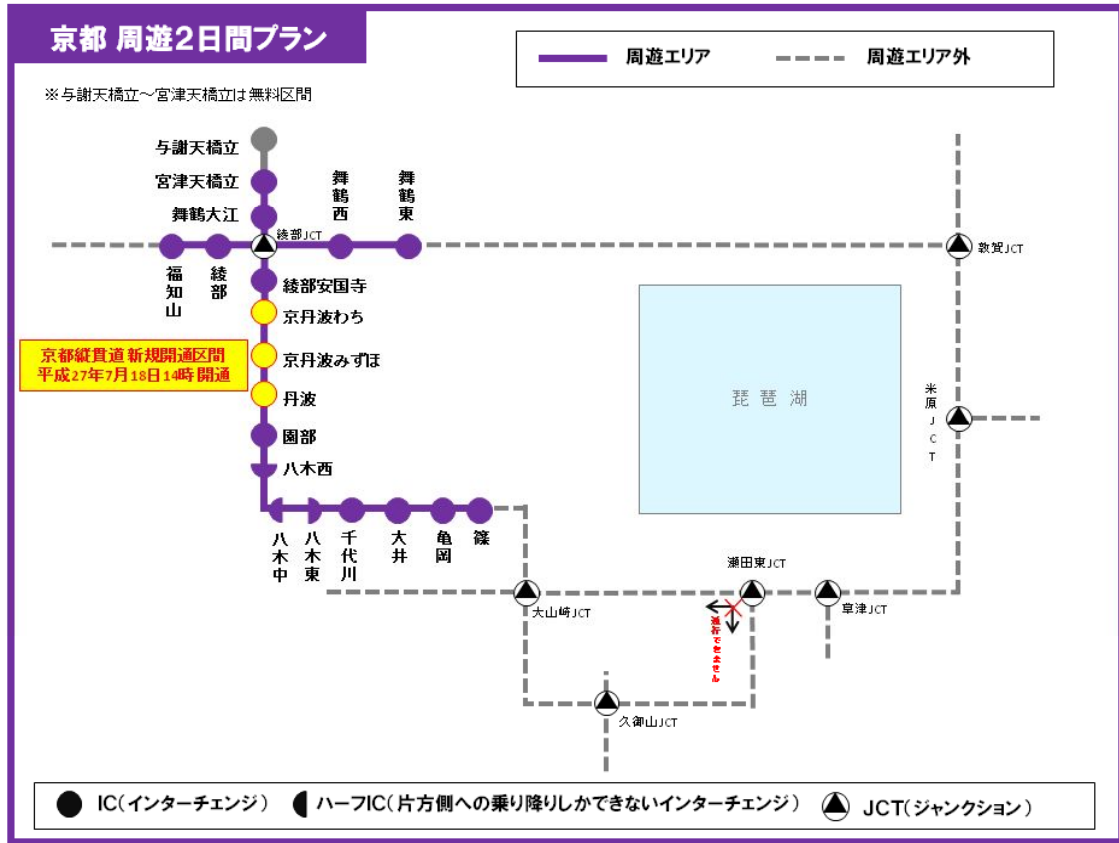 京都 周遊2日間プラン
周遊エリア
周遊エリア外
※与謝天橋立～宮津天橋立は無料区間
与謝天橋立
宮津天橋立
舞鶴大江
舞鶴西
舞鶴東
綾部JCT
敦賀JCT
福知山
綾部
綾部安国寺
京丹波わち
京丹波みずほ
京都縦貫道 新規開通区間
平成27年7月18日14時 開通
丹波
園部
八木西
琵琶湖
米原JCT
八木中
八木東
千代川
大井
亀岡
篠
瀬田東JCT
大山崎JCT
草津JCT
通行できません
久御山JCT
IC(インターチェンジ)
ハーフIC(片方側への乗り降りしかできないインターチェンジ)
JCT(ジャンクション)